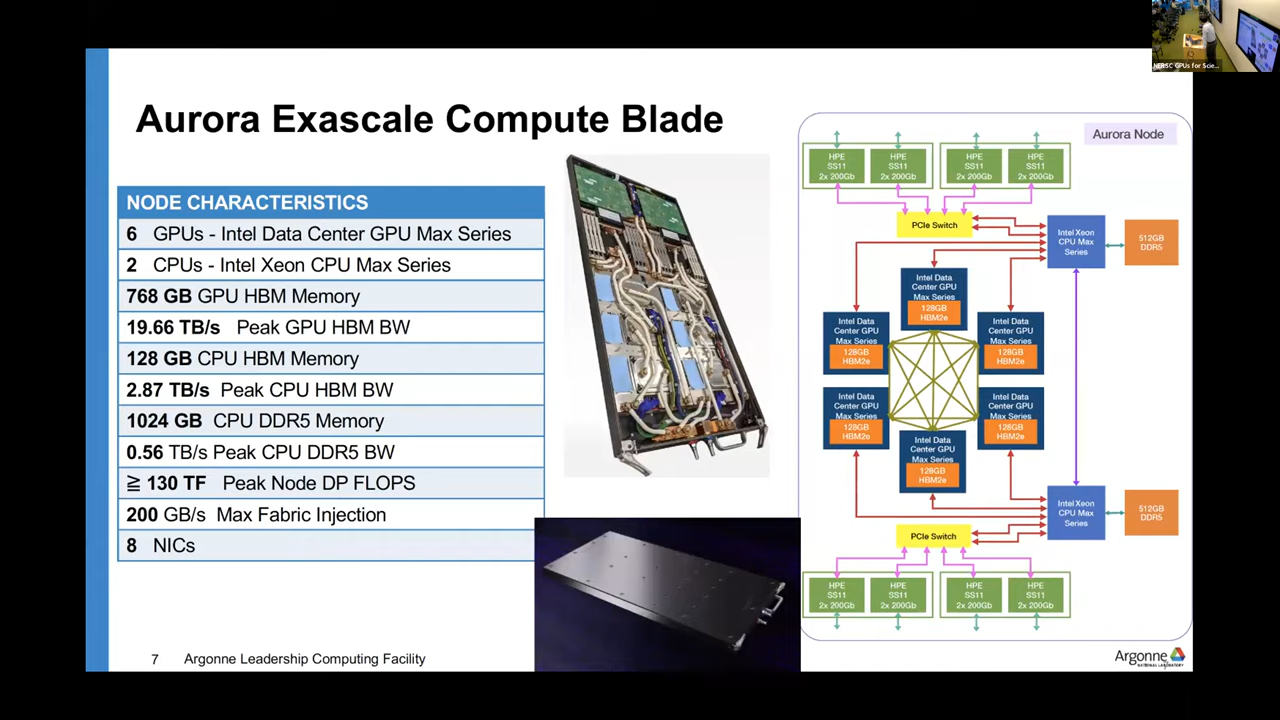 NERSC GPUs for Scie...
Aurora Exascale Compute Blade
NODE CHARACTERISTICS
6 GPUs - Intel Data Center GPU Max Series
2 CPUs - Intel Xeon CPU Max Series
768 GB GPU HBM Memory
19.66 TB/s Peak GPU HBM BW
128 GB CPU HBM Memory
2.87 TB/s Peak CPU HBM BW
1024 GB CPU DDR5 Memory
0.56 TB/s Peak CPU DDR5 BW
≧ 130 TF Peak Node DP FLOPS
200 GB/s Max Fabric Injection
8 NICs
Aurora Node
HPE
SS11
2x 200Gb
HPE
SS11
2x 200Gb
HPE
SS11
2x 200Gb
HPE
SS11
2x 200Gb
PCIe Switch
Intel Xeon
CPU Max
Series
512GB
DDR5
Intel Data
Center GPU
Max Series
128GB
HBM2e
Intel Data
Center GPU
Max Series
128GB
HBM2e
Intel Data
Center GPU
Max Series
128GB
HBM2e
Intel Data
Center GPU
Max Series
128GB
HBM2e
Intel Data
Center GPU
Max Series
128GB
HBM2e
Intel Data
Center GPU
Max Series
128GB
HBM2e
Intel Xeon
CPU Max
Series
512GB
DDR5
PCIe Switch
HPE
SS11
2x 200Gb
HPE
SS11
2x 200Gb
HPE
SS11
2x 200Gb
HPE
SS11
2x 200Gb
7 Argonne Leadership Computing Facility
Argonne
NATIONAL LABORATORY